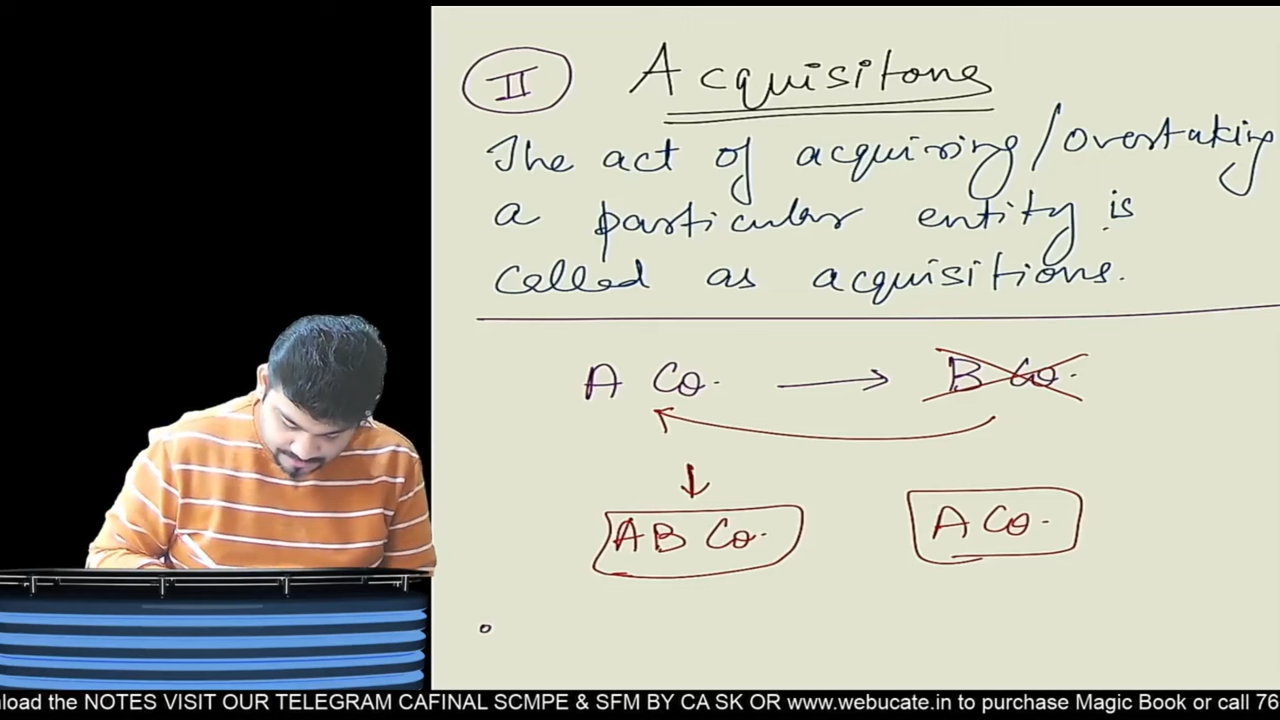 II Acquisitons
The act of acquiring/overtaking
a particular entity is
called as acquisitions.
A Co. → B Co.
AB Co. A Co.
nload the NOTES VISIT OUR TELEGRAM CAFINAL SCMPE & SFM BY CA SK OR www.webucate.in to purchase Magic Book or call 76